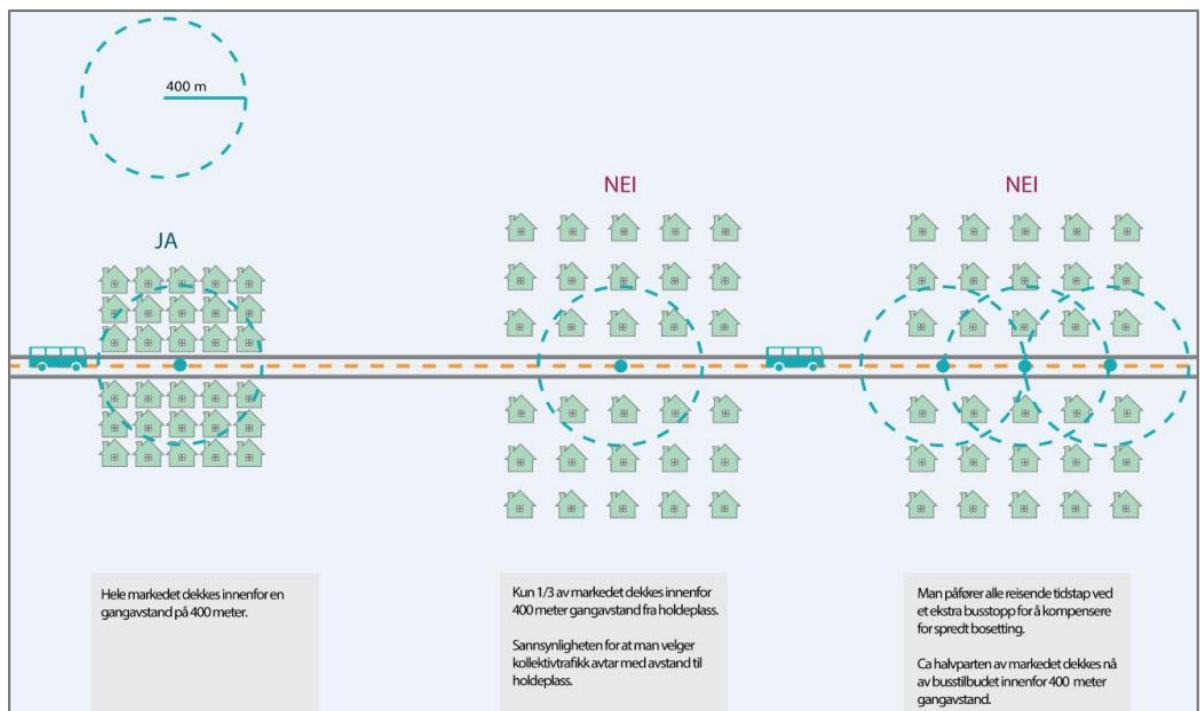 400 m
JA
NEI
NEI
Hele markedet dekkes innenfor en
gangavstand på 400 meter.
Kun 1/3 av markedet dekkes innenfor
400 meter gangavstand fra holdeplass.
Sannsynligheten for at man velger
kollektivtrafikk avtar med avstand til
holdeplass.
Man påfører alle reisende tidstap ved
et ekstra busstopp for å kompensere
for spredt bosetting.
Ca halvparten av markedet dekkes nå
av busstilbudet innenfor 400 meter
gangavstand.